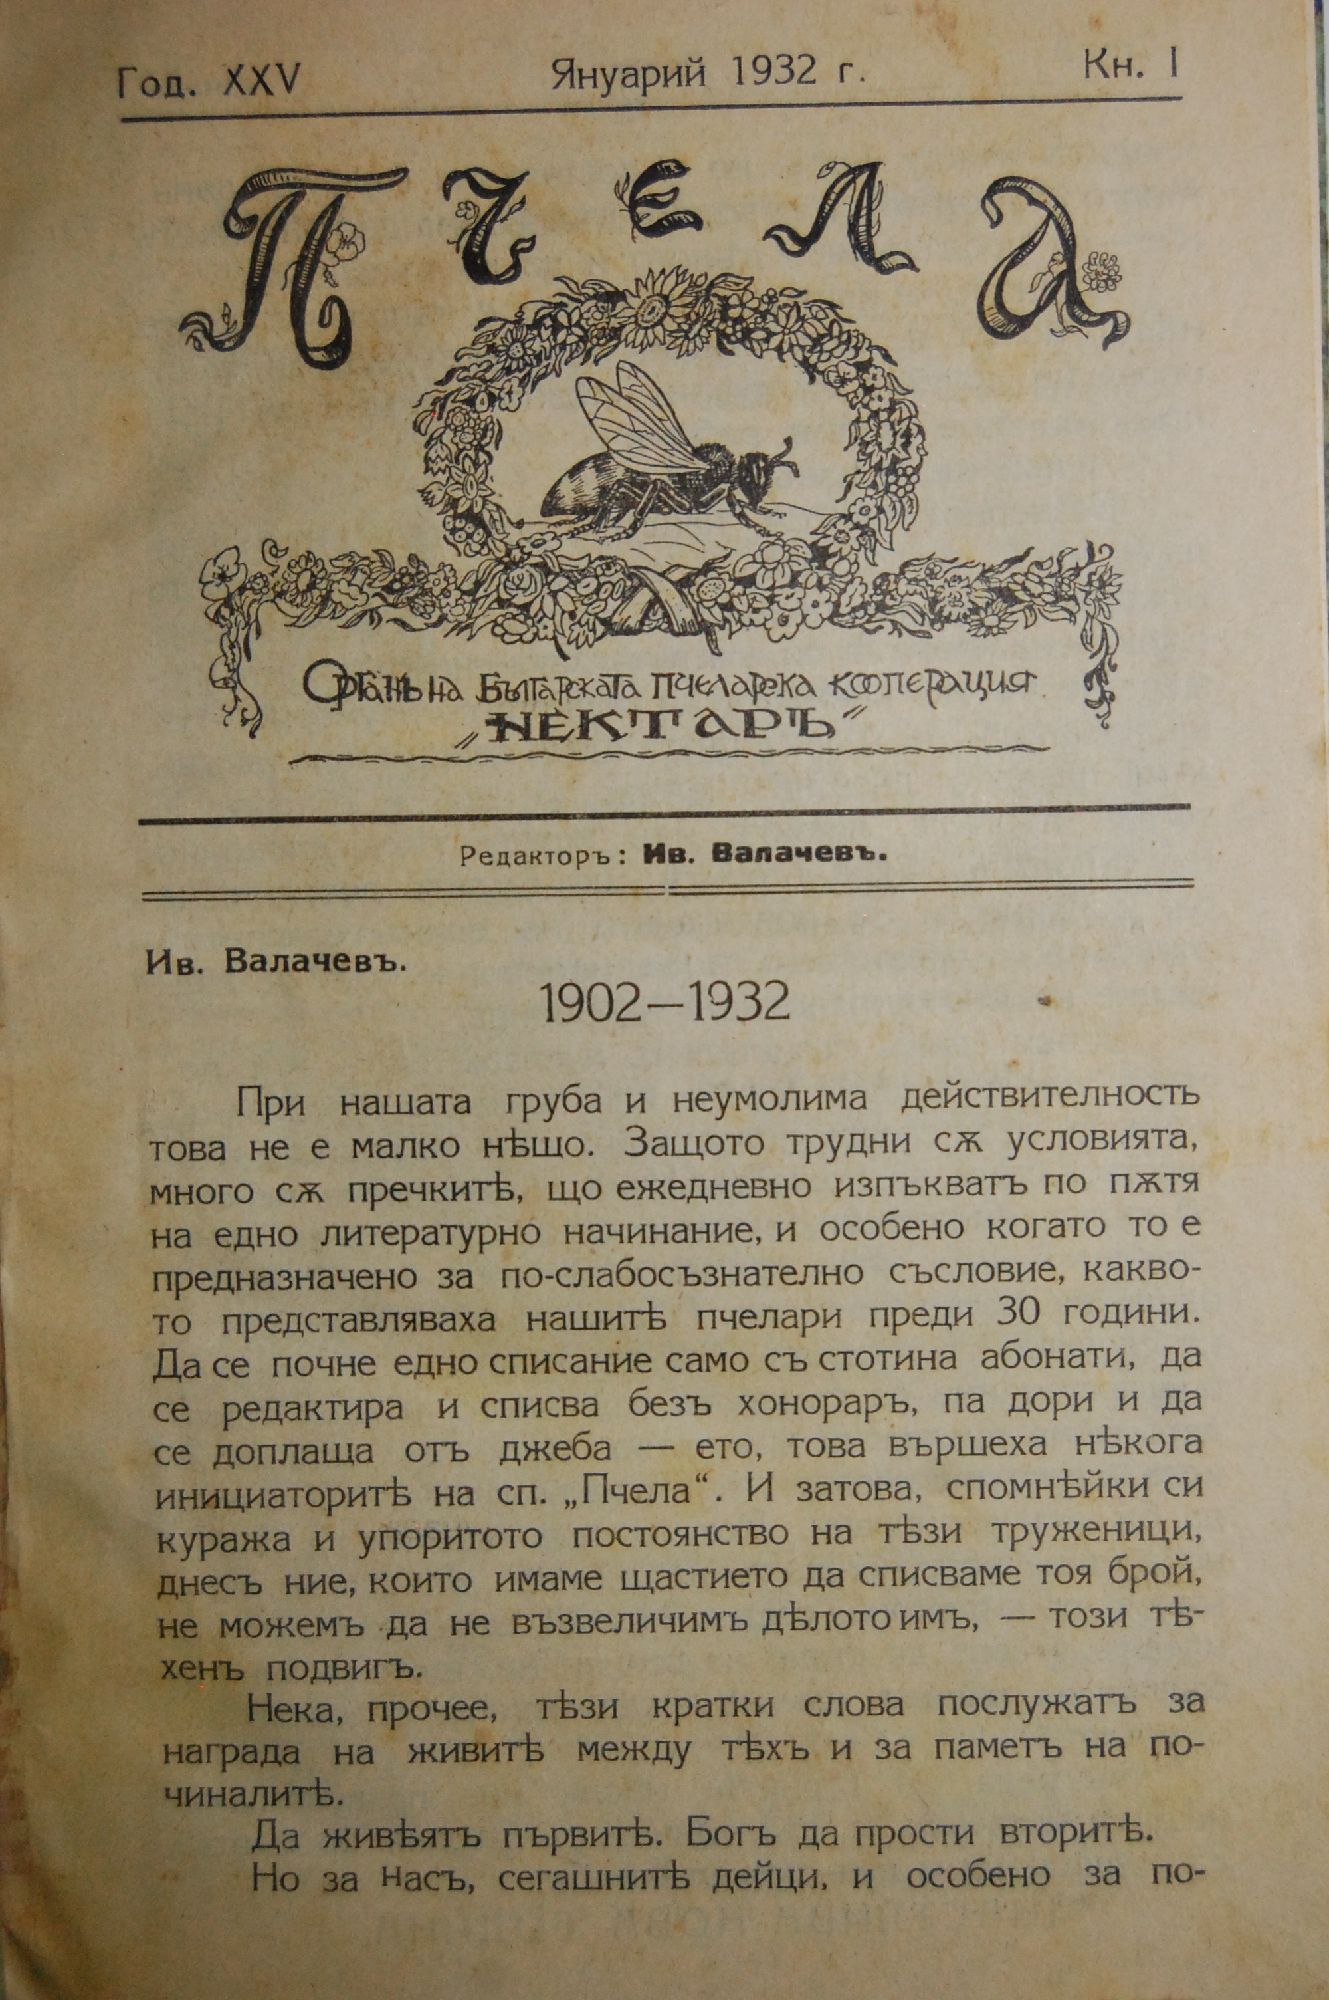 Год. XXV Януарий 1932 г. Кн. I
Пчела
Органъ на Българската пчеларска кооперация
„Нектаръ“
Редакторъ: Ив. Валачевъ.
Ив. Валачевъ.
1902—1932
При нашата груба и неумолима действителность
това не е малко нѣщо. Защото трудни сѫ условията,
много сѫ пречкитѣ, що ежедневно изпъкватъ по пѫтя
на едно литературно начинание, и особено когато то е
предназначено за по-слабосъзнателно съсловие, какво-
то представляваха нашитѣ пчелари преди 30 години.
Да се почне едно списание само съ стотина абонати, да
се редактира и списва безъ хонораръ, па дори и да
се доплаща отъ джеба — ето, това вършеха нѣкога
инициаторитѣ на сп. „Пчела“. И затова, спомнѣйки си
куража и упоритото постоянство на тѣзи труженици,
днесъ ние, които имаме щастието да списваме тоя брой,
не можемъ да не възвеличимъ дѣлото имъ, — този тѣ-
хенъ подвигъ.
Нека, прочее, тѣзи кратки слова послужатъ за
награда на живитѣ между тѣхъ и за паметъ на по-
чиналитѣ.
Да живѣятъ първитѣ. Богъ да прости вторитѣ.
Но за насъ, сегашнитѣ дейци, и особено за по-